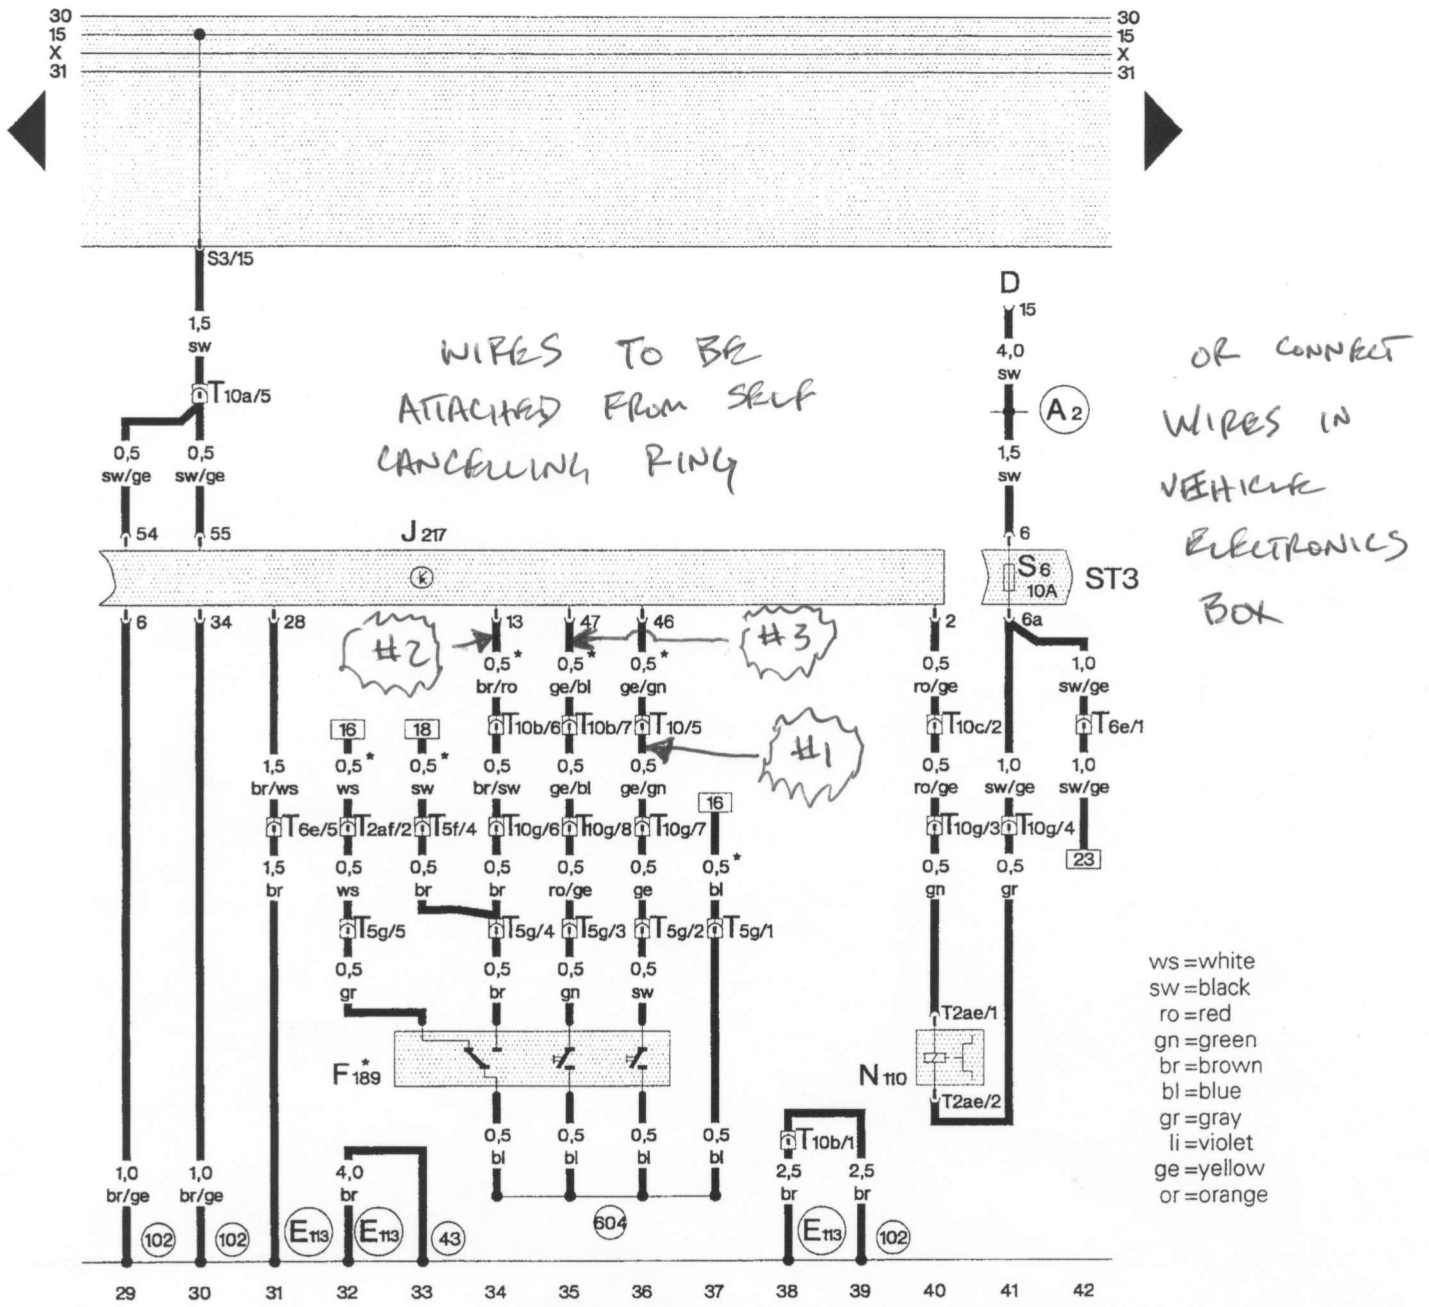 30 30
15 15
X X
31 31
S3/15
D
15
1,5 4,0
sw sw
WIRES TO BE
ATTACHED FROM SELF
CANCELLING RING
OR CONNECT
WIRES IN
VEHICLE
ELECTRONICS
BOX
T10a/5 A2
0,5 0,5 1,5
sw/ge sw/ge sw
54 55 J217 6
S6 ST3
10A
6 34 28 13 47 46 2 6a
#2 #3
0,5* 0,5* 0,5* 0,5 1,0
br/ro ge/bl ge/gn ro/ge sw/ge
16 18 T10b/6 T10b/7 T10/5 T10c/2 T6e/1
#1
1,5 0,5* 0,5* 0,5 0,5 0,5 0,5 1,0 1,0
br/ws ws sw br/sw ge/bl ge/gn ro/ge sw/ge sw/ge
16
T6e/5 T2af/2 T5f/4 T10g/6 T10g/8 T10g/7 T10g/3 T10g/4
23
1,5 0,5 0,5 0,5 0,5 0,5 0,5* 0,5 0,5
br ws br br ro/ge ge bl gn gr
T5g/5 T5g/4 T5g/3 T5g/2 T5g/1
0,5 0,5 0,5 0,5
gr br gn sw
T2ae/1
F189* N110
T2ae/2
0,5 0,5 0,5 0,5 T10b/1
bl bl bl bl
1,0 1,0 4,0 2,5 2,5
br/ge br/ge br br br
604
102 102 E113 E113 43 E113 102
29 30 31 32 33 34 35 36 37 38 39 40 41 42
ws=white
sw=black
ro=red
gn=green
br=brown
bl=blue
gr=gray
li=violet
ge=yellow
or=orange